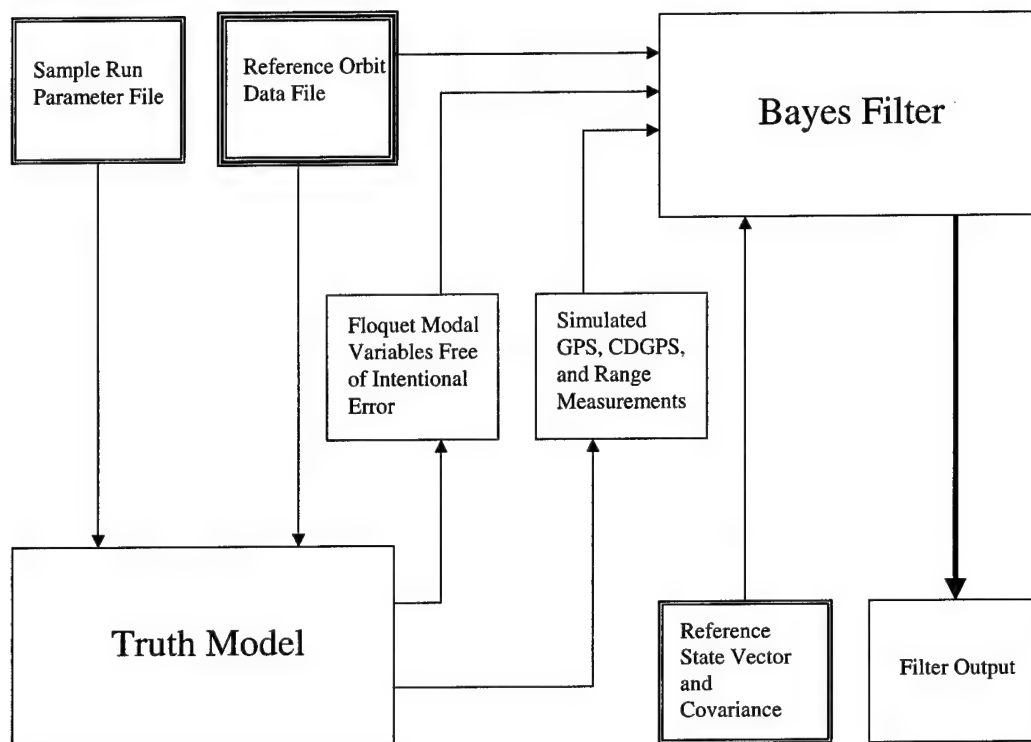 Sample Run
Parameter File
Reference Orbit
Data File
Bayes Filter
Floquet Modal
Variables Free
of Intentional
Error
Simulated
GPS, CDGPS,
and Range
Measurements
Truth Model
Reference
State Vector
and
Covariance
Filter Output